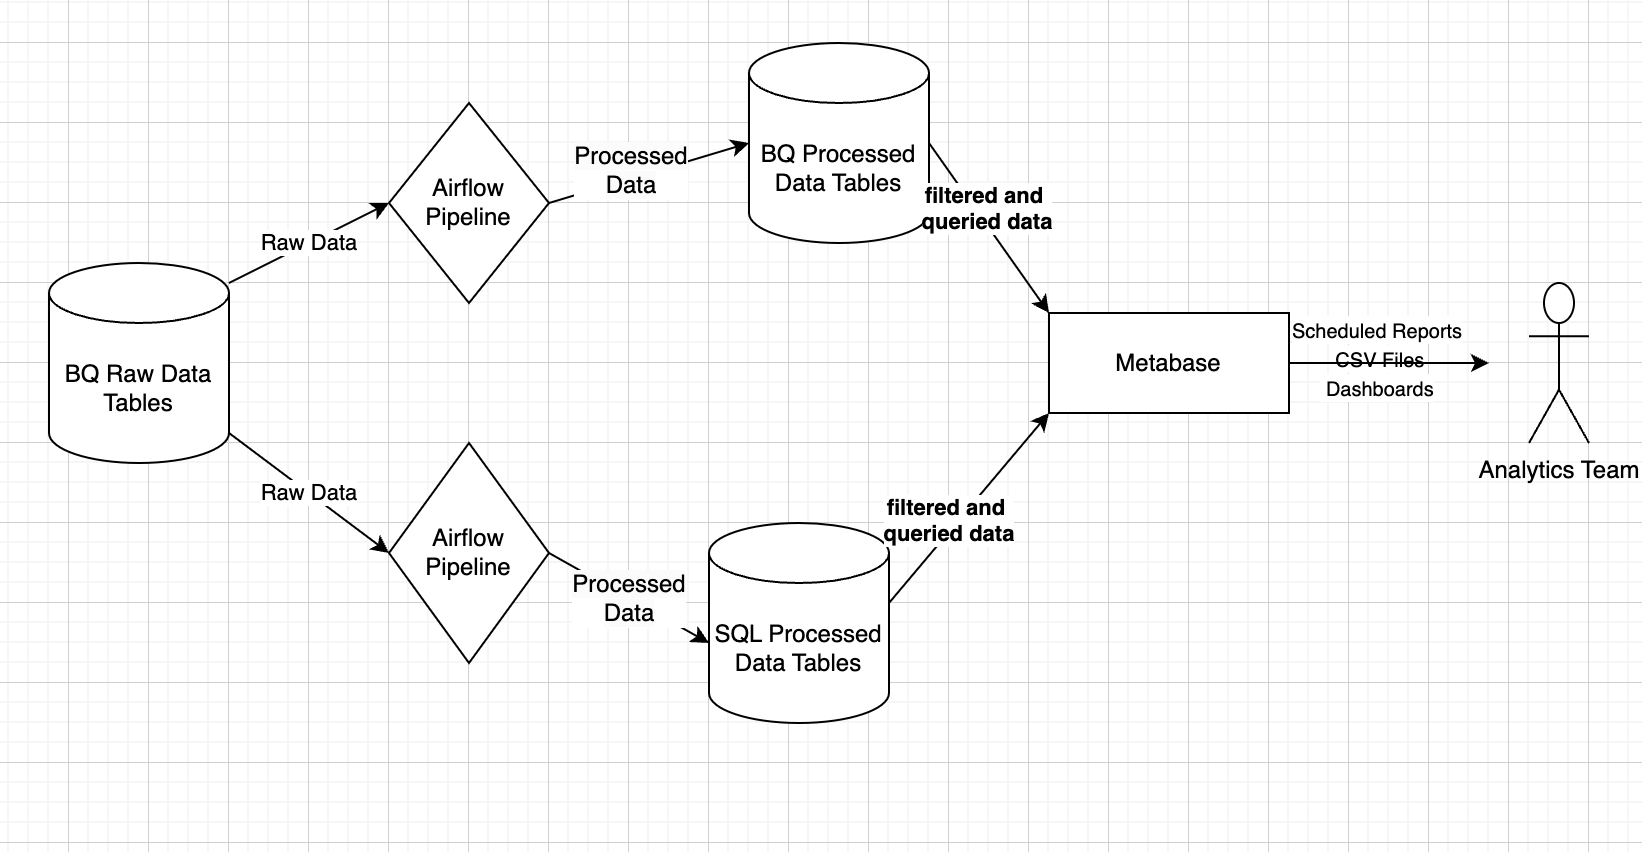 BQ Processed
Data Tables
Processed
Data
Airflow
Pipeline
filtered and
queried data
Raw Data
Scheduled Reports
CSV Files
Dashboards
Metabase
BQ Raw Data
Tables
Analytics Team
Raw Data
filtered and
queried data
Airflow
Pipeline
Processed
Data
SQL Processed
Data Tables